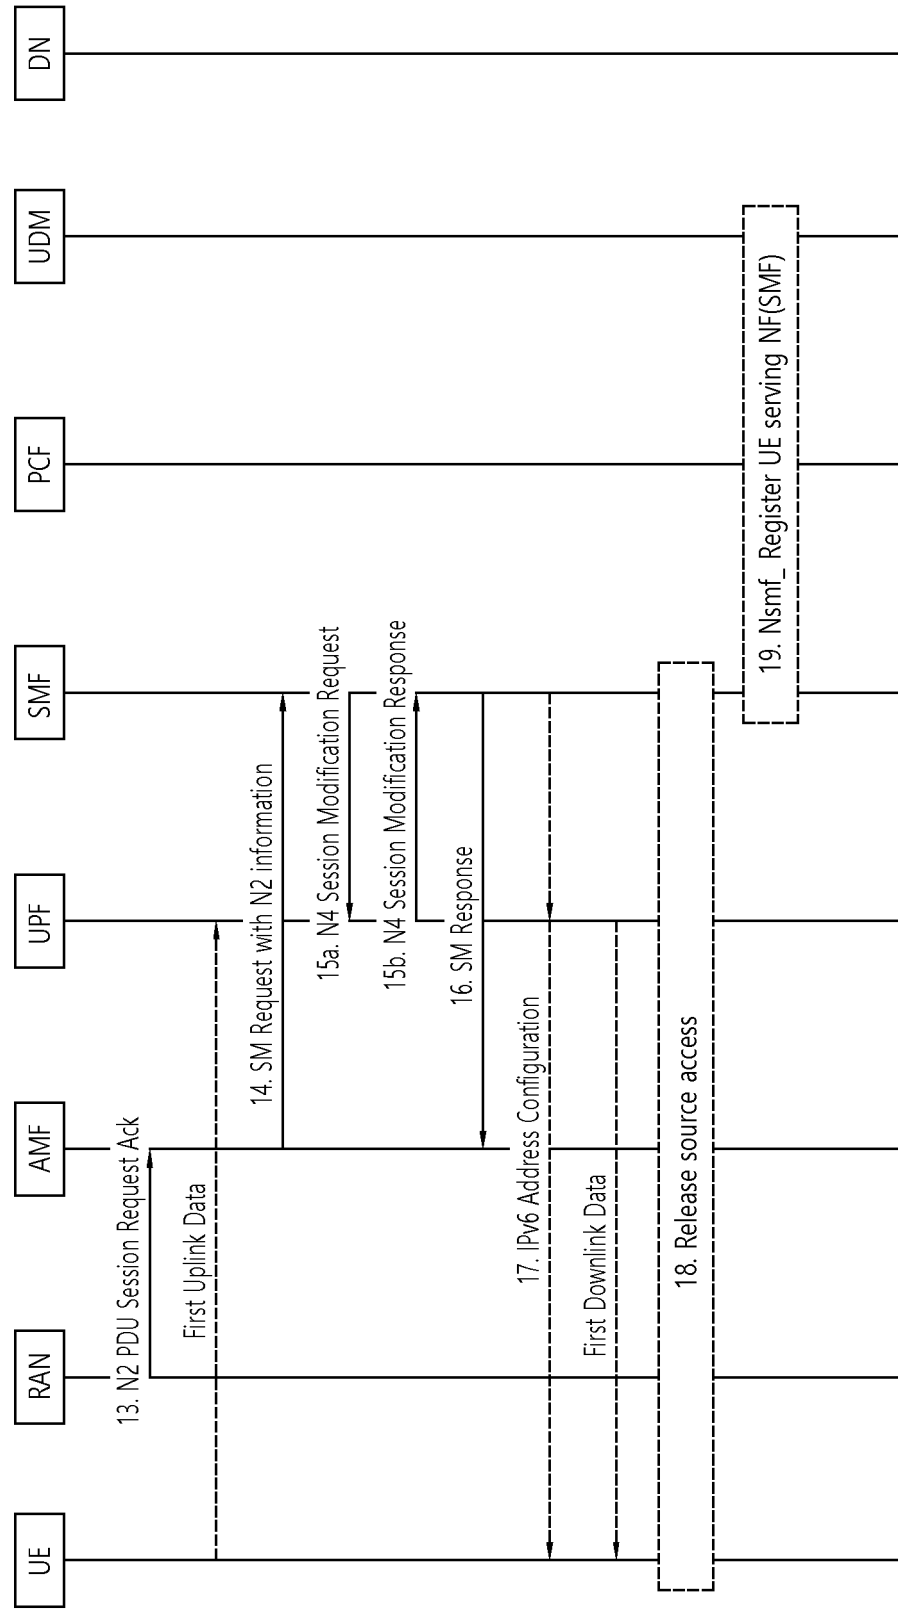 UE
RAN
AMF
UPF
SMF
PCF
UDM
DN
13. N2 PDU Session Request Ack
First Uplink Data
14. SM Request with N2 information
15a. N4 Session Modification Request
15b. N4 Session Modification Response
16. SM Response
17. IPv6 Address Configuration
First Downlink Data
18. Release source access
19. Nsmf_ Register UE serving NF(SMF)